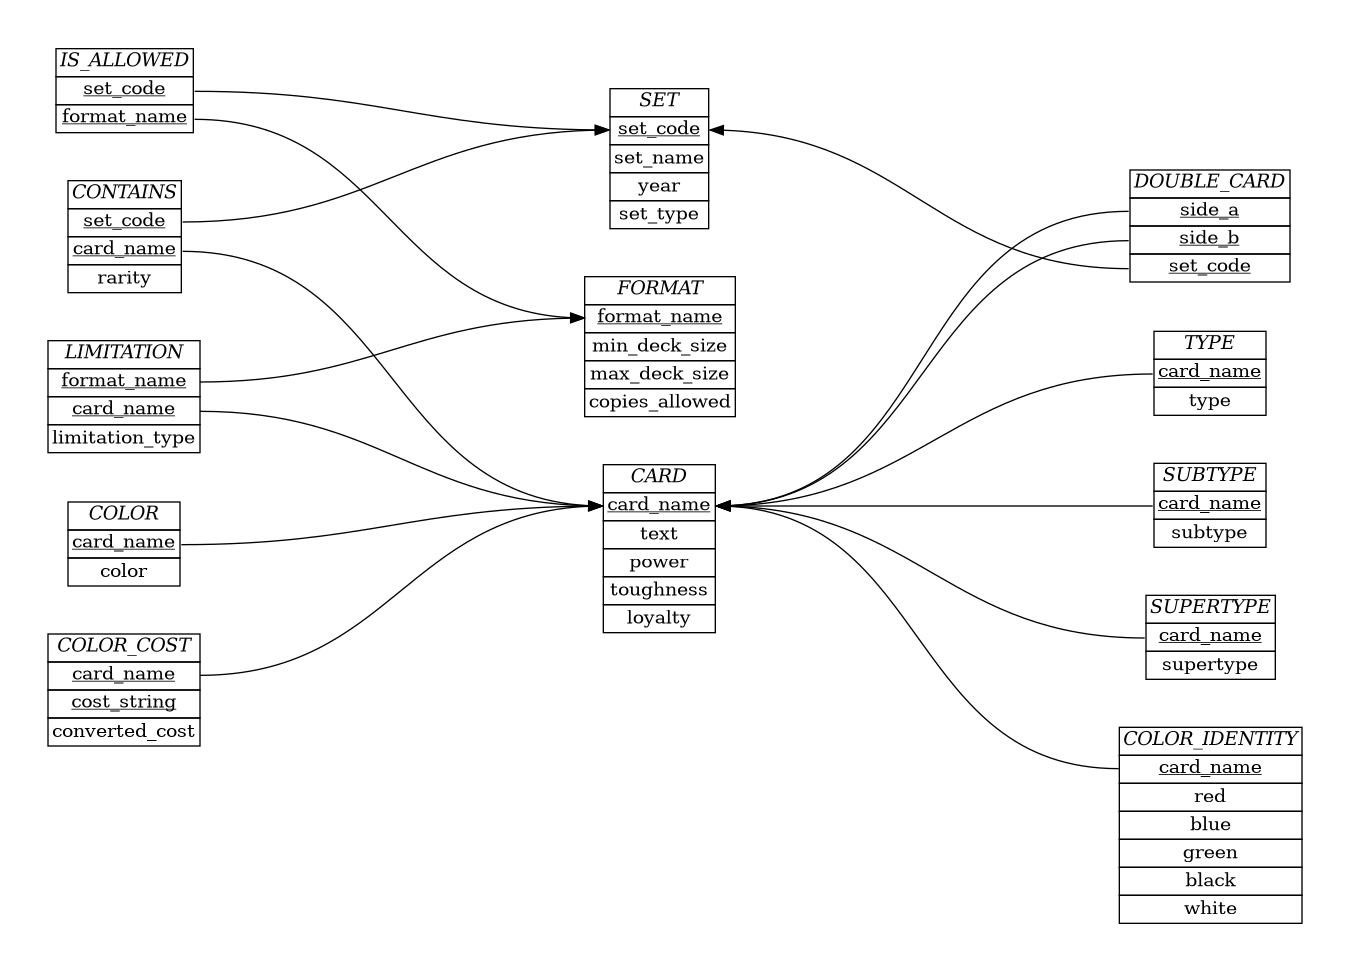 IS_ALLOWED
set_code
format_name
CONTAINS
set_code
card_name
rarity
LIMITATION
format_name
card_name
limitation_type
COLOR
card_name
color
COLOR_COST
card_name
cost_string
converted_cost
SET
set_code
set_name
year
set_type
FORMAT
format_name
min_deck_size
max_deck_size
copies_allowed
CARD
card_name
text
power
toughness
loyalty
DOUBLE_CARD
side_a
side_b
set_code
TYPE
card_name
type
SUBTYPE
card_name
subtype
SUPERTYPE
card_name
supertype
COLOR_IDENTITY
card_name
red
blue
green
black
white